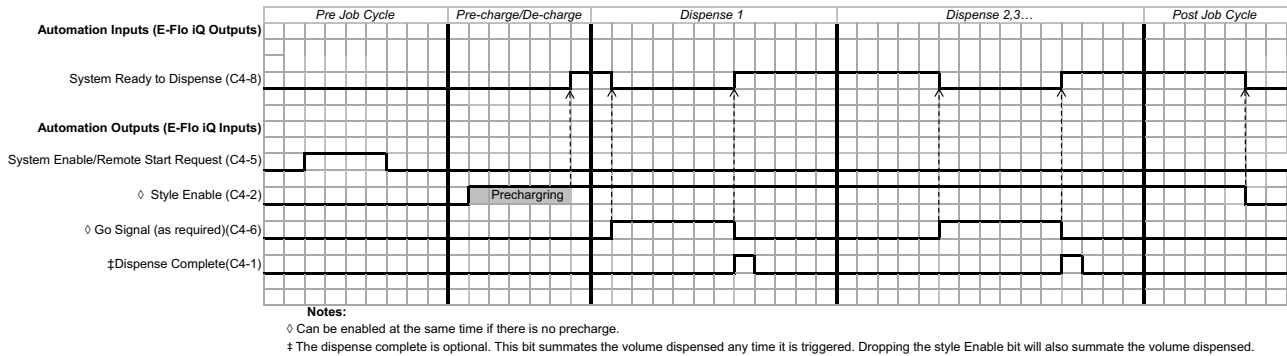 Pre Job Cycle Pre-charge/De-charge Dispense 1 Dispense 2,3… Post Job Cycle
Automation Inputs (E-Flo iQ Outputs)
System Ready to Dispense (C4-8)
Automation Outputs (E-Flo iQ Inputs)
System Enable/Remote Start Request (C4-5)
◊ Style Enable (C4-2) Prechargring
◊ Go Signal (as required)(C4-6)
‡Dispense Complete(C4-1)
Notes:
◊ Can be enabled at the same time if there is no precharge.
‡ The dispense complete is optional. This bit summates the volume dispensed any time it is triggered. Dropping the style Enable bit will also summate the volume dispensed.